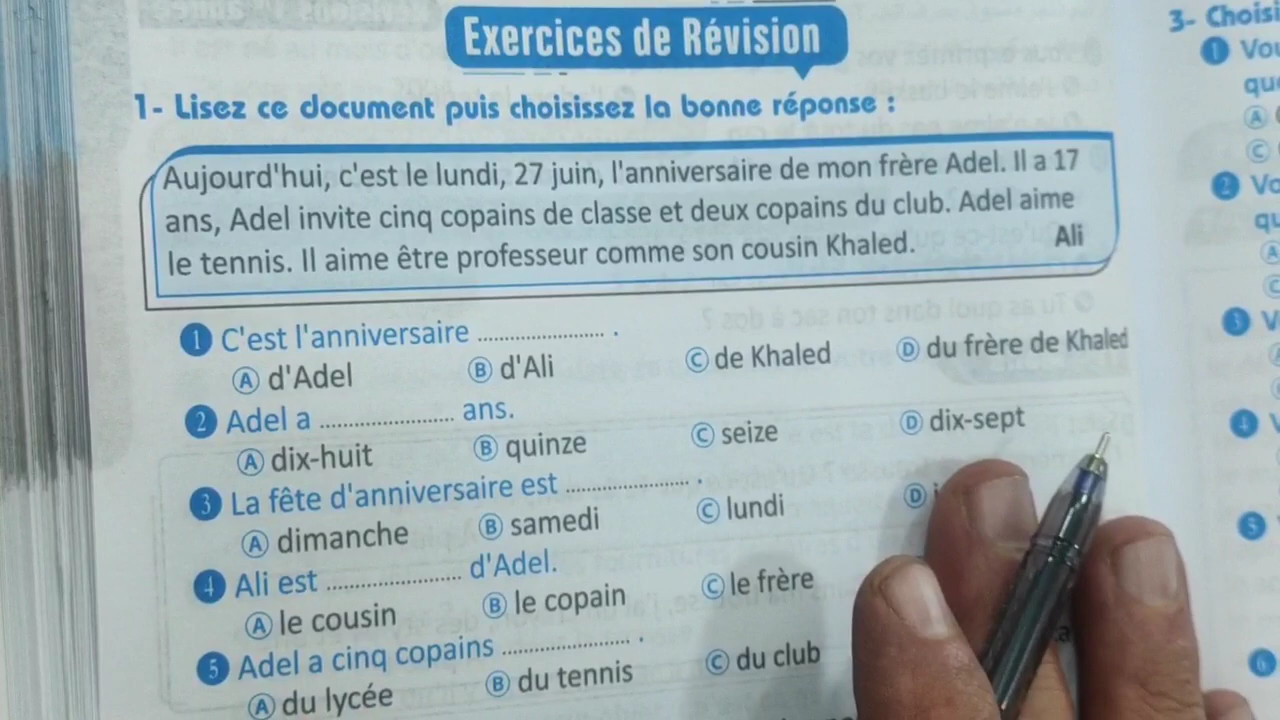 Exercices de Révision
1- Lisez ce document puis choisissez la bonne réponse :
Aujourd'hui, c'est le lundi, 27 juin, l'anniversaire de mon frère Adel. Il a 17
ans, Adel invite cinq copains de classe et deux copains du club. Adel aime
le tennis. Il aime être professeur comme son cousin Khaled. Ali
1 C'est l'anniversaire .................... .
A d'Adel B d'Ali C de Khaled D du frère de Khaled
2 Adel a .................... ans.
A dix-huit B quinze C seize D dix-sept
3 La fête d'anniversaire est .................... .
A dimanche B samedi C lundi D
4 Ali est .................... d'Adel.
A le cousin B le copain C le frère
5 Adel a cinq copains .................... .
A du lycée B du tennis C du club
3- Choisi
1
A
C
2
A
C
3
4
5
6